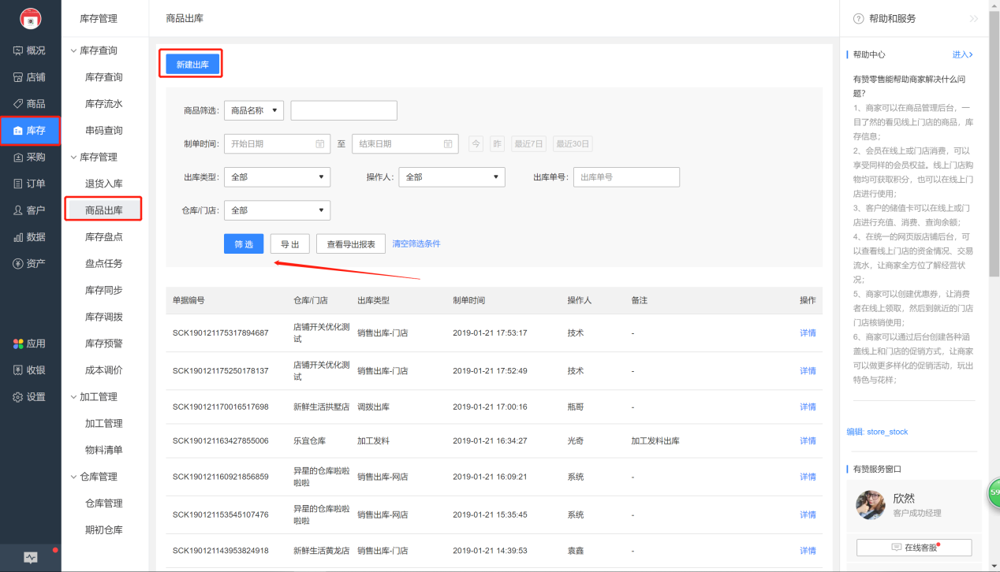 概况
店铺
商品
库存
采购
订单
客户
数据
资产
应用
收银
设置
库存管理
库存查询
库存查询
库存流水
串码查询
库存管理
退货入库
商品出库
库存盘点
盘点任务
库存同步
库存调拨
库存预警
成本调价
加工管理
加工管理
物料清单
仓库管理
仓库管理
期初仓库
商品出库
新建出库
商品筛选: 商品名称
制单时间: 开始日期 至 结束日期 今 昨 最近7日 最近30日
出库类型: 全部 操作人: 全部 出库单号: 出库单号
仓库/门店: 全部
筛 选 导 出 查看导出报表 清空筛选条件
单据编号 仓库/门店 出库类型 制单时间 操作人 备注 操作
SCK190121175317894687 店铺开关优化测试 销售出库-门店 2019-01-21 17:53:17 技术 - 详情
SCK190121175250178137 店铺开关优化测试 销售出库-门店 2019-01-21 17:52:49 技术 - 详情
SCK190121170016517698 新鲜生活拱墅店 调拨出库 2019-01-21 17:00:16 瓶哥 - 详情
SCK190121163427855006 乐宜仓库 加工发料 2019-01-21 16:34:27 光奇 加工发料出库 详情
SCK190121160921856859 异星的仓库啦啦啦啦 销售出库-网店 2019-01-21 16:09:21 系统 - 详情
SCK190121153545107476 异星的仓库啦啦啦啦 销售出库-网店 2019-01-21 15:35:45 系统 - 详情
SCK190121143953824918 新鲜生活黄龙店 销售出库-门店 2019-01-21 14:39:53 袁鑫 - 详情
帮助和服务
帮助中心 进入
有赞零售能帮助商家解决什么问
题?
1、商家可以在商品管理后台，一
目了然的看见线上门店的商品，库
存信息；
2、会员在线上或门店消费，可以
享受同样的会员权益。线上门店购
物均可获取积分，也可以在线上门
店进行使用；
3、客户的储值卡可以在线上或门
店进行充值、消费、查询余额；
4、在统一的网页版店铺后台，可
以查看线上门店的资金情况、交易
流水，让商家全方位了解经营状
况；
5、商家可以创建优惠券，让消费
者在线上领取，然后到就近的门店
门店核销使用；
6、商家可以通过后台创建各种涵
盖线上和门店的促销方式，让商家
可以做更多样化的促销活动，玩出
特色与花样；
编辑: store_stock
有赞服务窗口
欣然
客户成功经理
在线客服
59